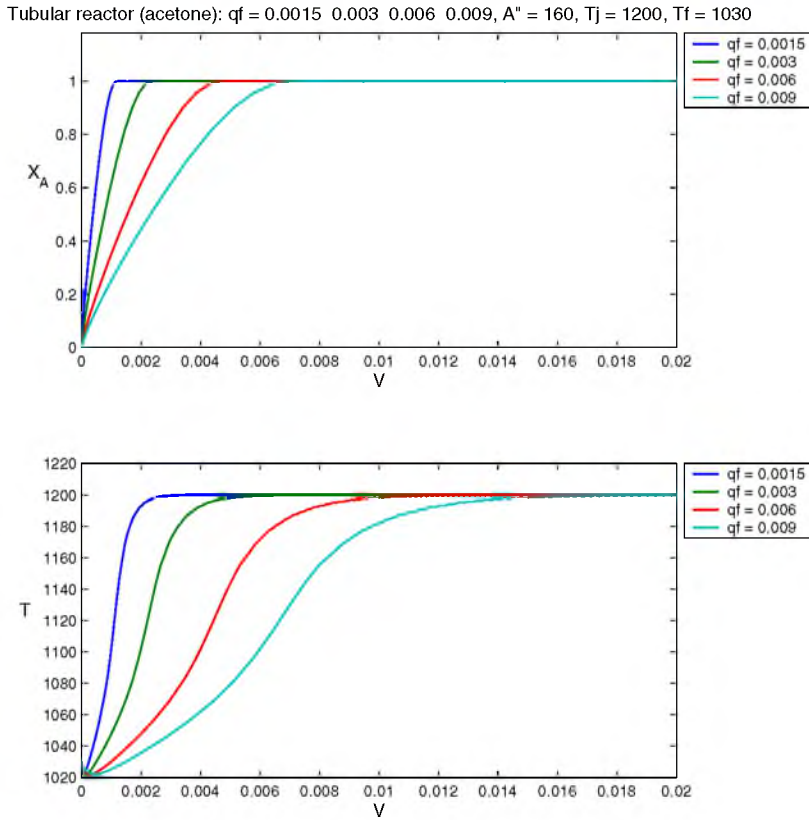 Tubular reactor (acetone): qf = 0.0015 0.003 0.006 0.009, A" = 160, Tj = 1200, Tf = 1030
qf = 0.0015
qf = 0.003
qf = 0.006
qf = 0.009
1
0.8
0.6
0.4
0.2
0
X_A
0 0.002 0.004 0.006 0.008 0.01 0.012 0.014 0.016 0.018 0.02
V
qf = 0.0015
qf = 0.003
qf = 0.006
qf = 0.009
1220
1200
1180
1160
1140
1120
1100
1080
1060
1040
1020
T
0 0.002 0.004 0.006 0.008 0.01 0.012 0.014 0.016 0.018 0.02
V